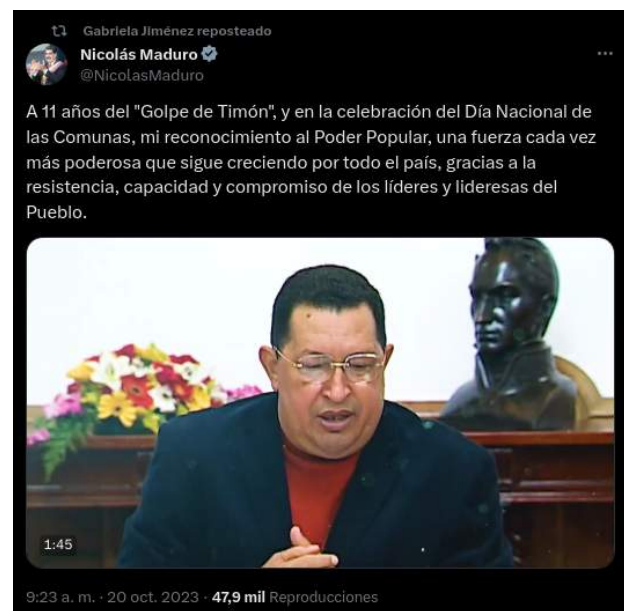 Gabriela Jiménez reposteado
Nicolás Maduro
@NicolasMaduro
A 11 años del "Golpe de Timón", y en la celebración del Día Nacional de
las Comunas, mi reconocimiento al Poder Popular, una fuerza cada vez
más poderosa que sigue creciendo por todo el país, gracias a la
resistencia, capacidad y compromiso de los líderes y lideresas del
Pueblo.
1:45
9:23 a. m. · 20 oct. 2023 · 47,9 mil Reproducciones